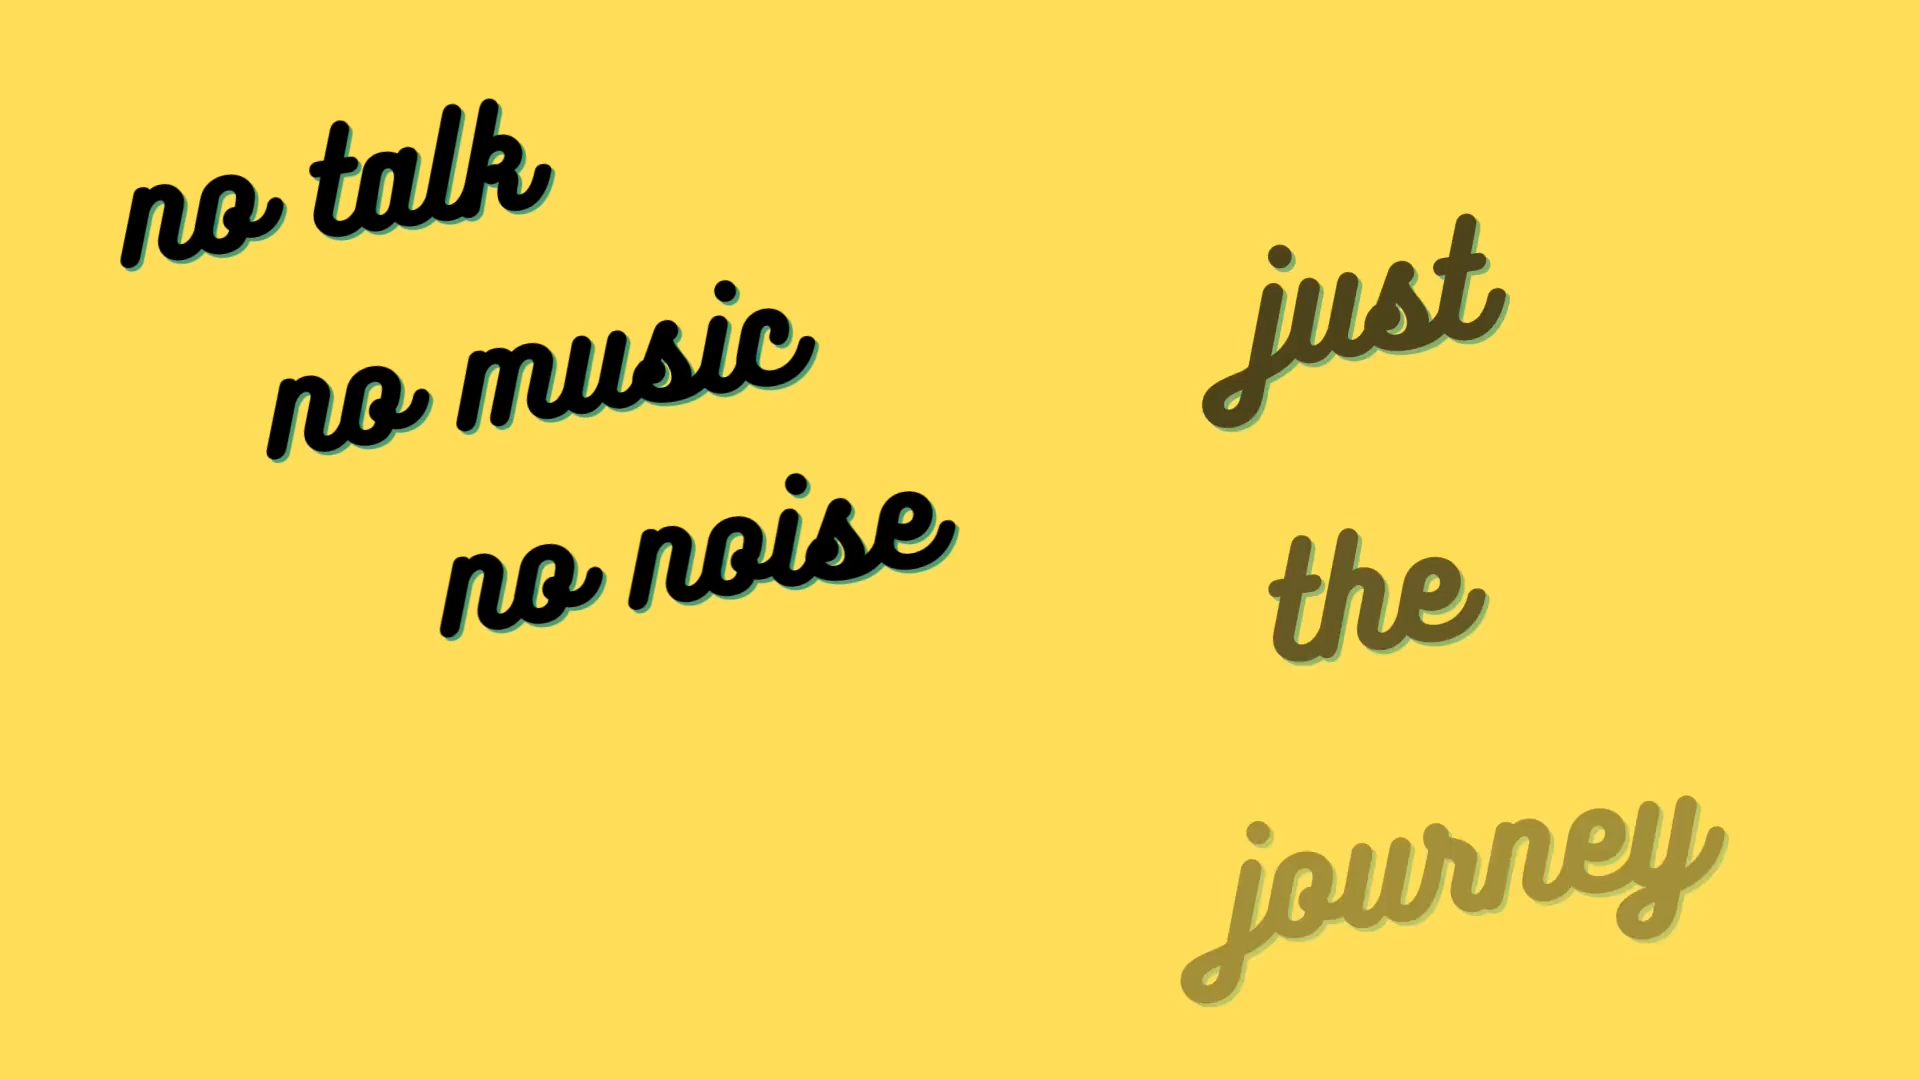 no talk
no music
no noise
just
the
journey